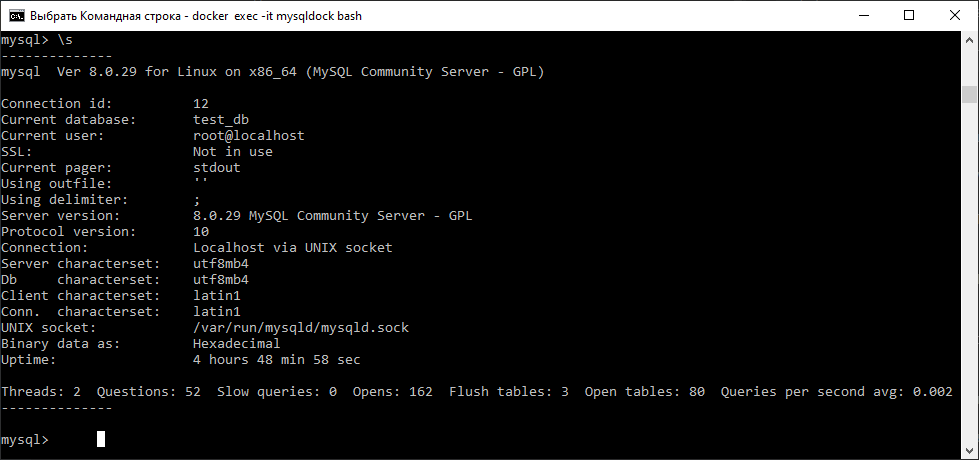 Выбрать Командная строка - docker exec -it mysqldock bash
mysql> \s
--------------
mysql  Ver 8.0.29 for Linux on x86_64 (MySQL Community Server - GPL)
Connection id:          12
Current database:       test_db
Current user:           root@localhost
SSL:                    Not in use
Current pager:          stdout
Using outfile:          ''
Using delimiter:        ;
Server version:         8.0.29 MySQL Community Server - GPL
Protocol version:       10
Connection:             Localhost via UNIX socket
Server characterset:    utf8mb4
Db     characterset:    utf8mb4
Client characterset:    latin1
Conn.  characterset:    latin1
UNIX socket:            /var/run/mysqld/mysqld.sock
Binary data as:         Hexadecimal
Uptime:                 4 hours 48 min 58 sec
Threads: 2  Questions: 52  Slow queries: 0  Opens: 162  Flush tables: 3  Open tables: 80  Queries per second avg: 0.002
--------------
mysql>